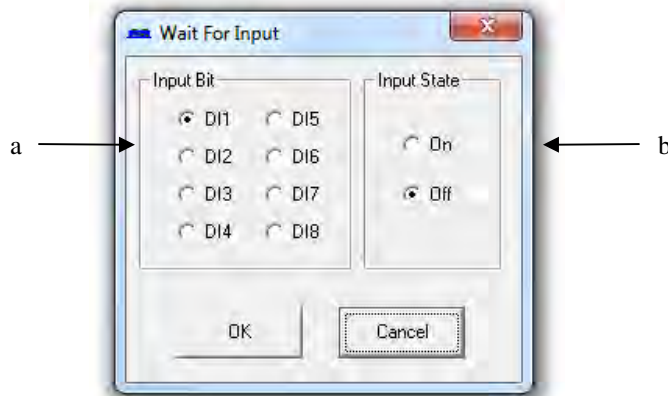 Wait For Input
Input Bit
Input State
DI1 DI5
DI2 DI6
DI3 DI7
DI4 DI8
On
Off
a
b
OK
Cancel